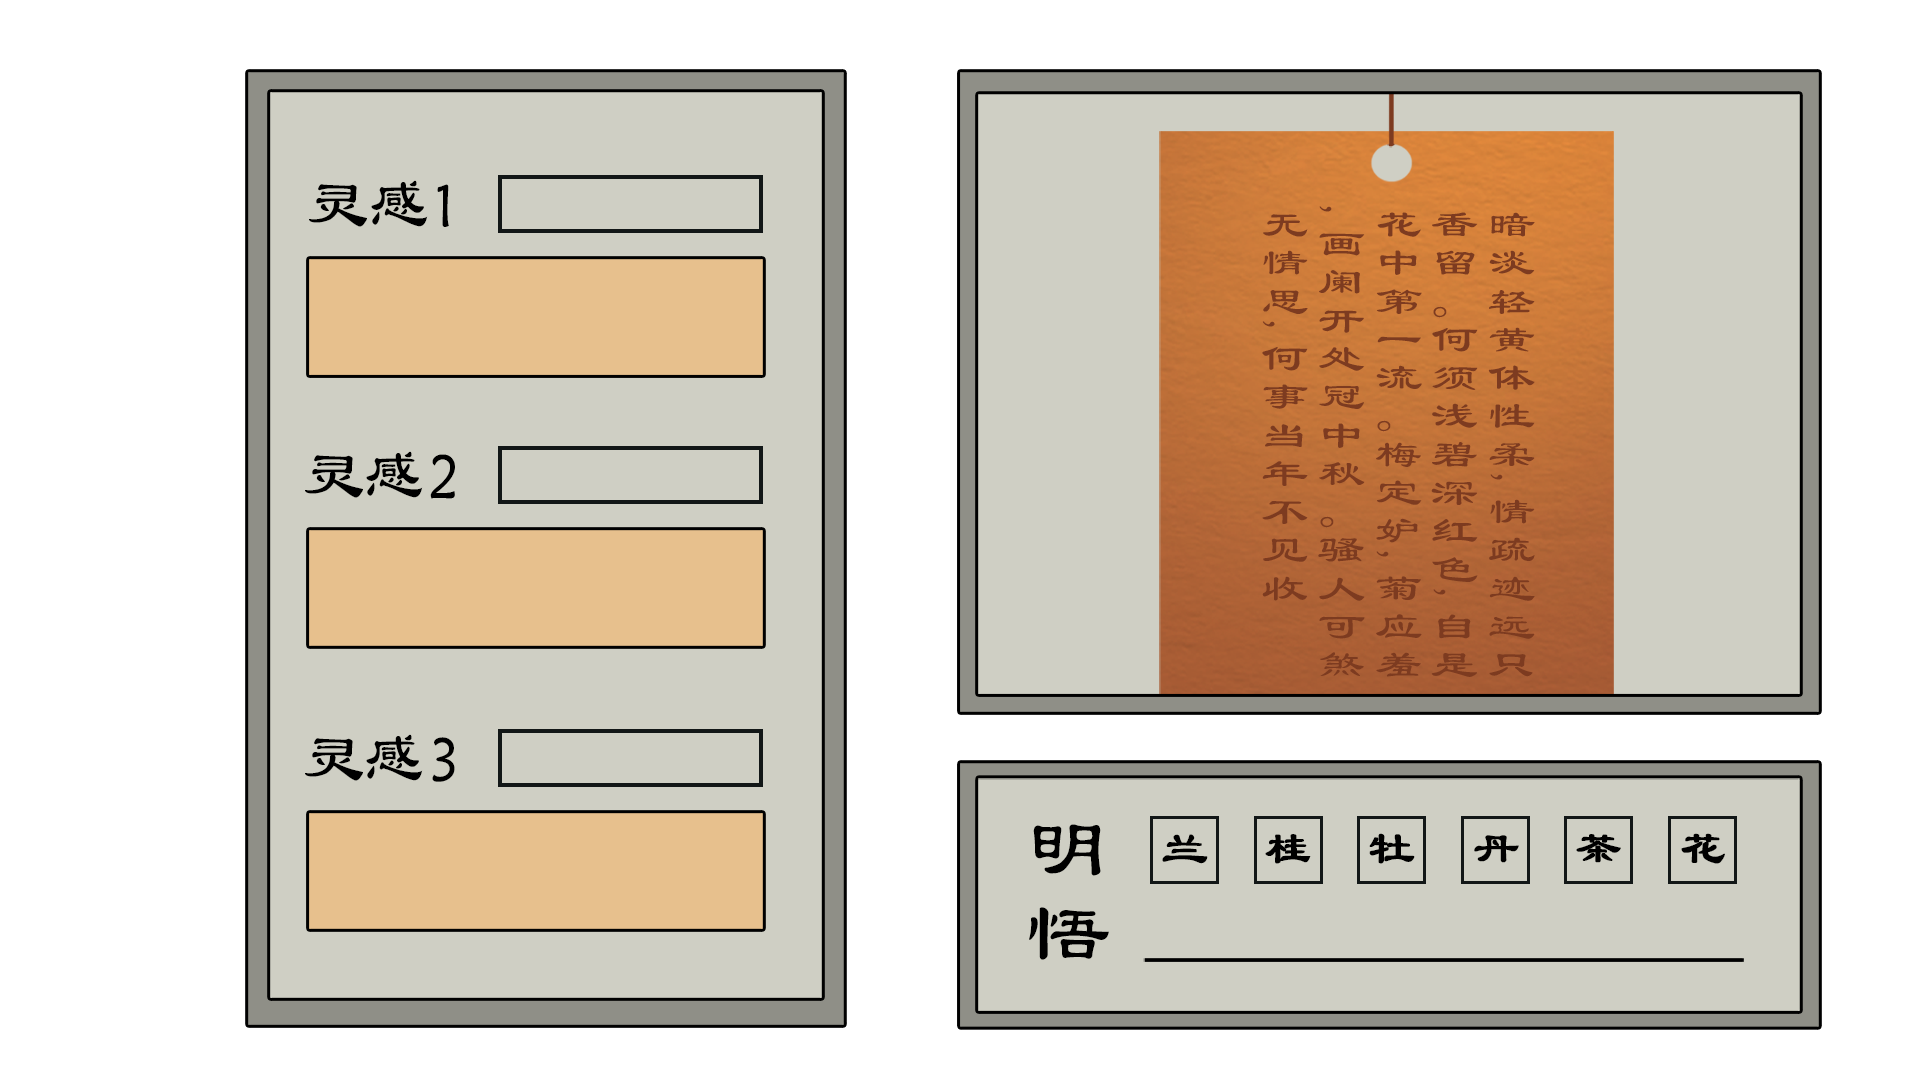 灵感1
灵感2
灵感3
暗淡轻黄体性柔,情疏迹远只
香留。何须浅碧深红色,自是
花中第一流。梅定妒,菊应羞
,画阑开处冠中秋。骚人可煞
无情思,何事当年不见收
明悟
兰 桂 牡 丹 茶 花